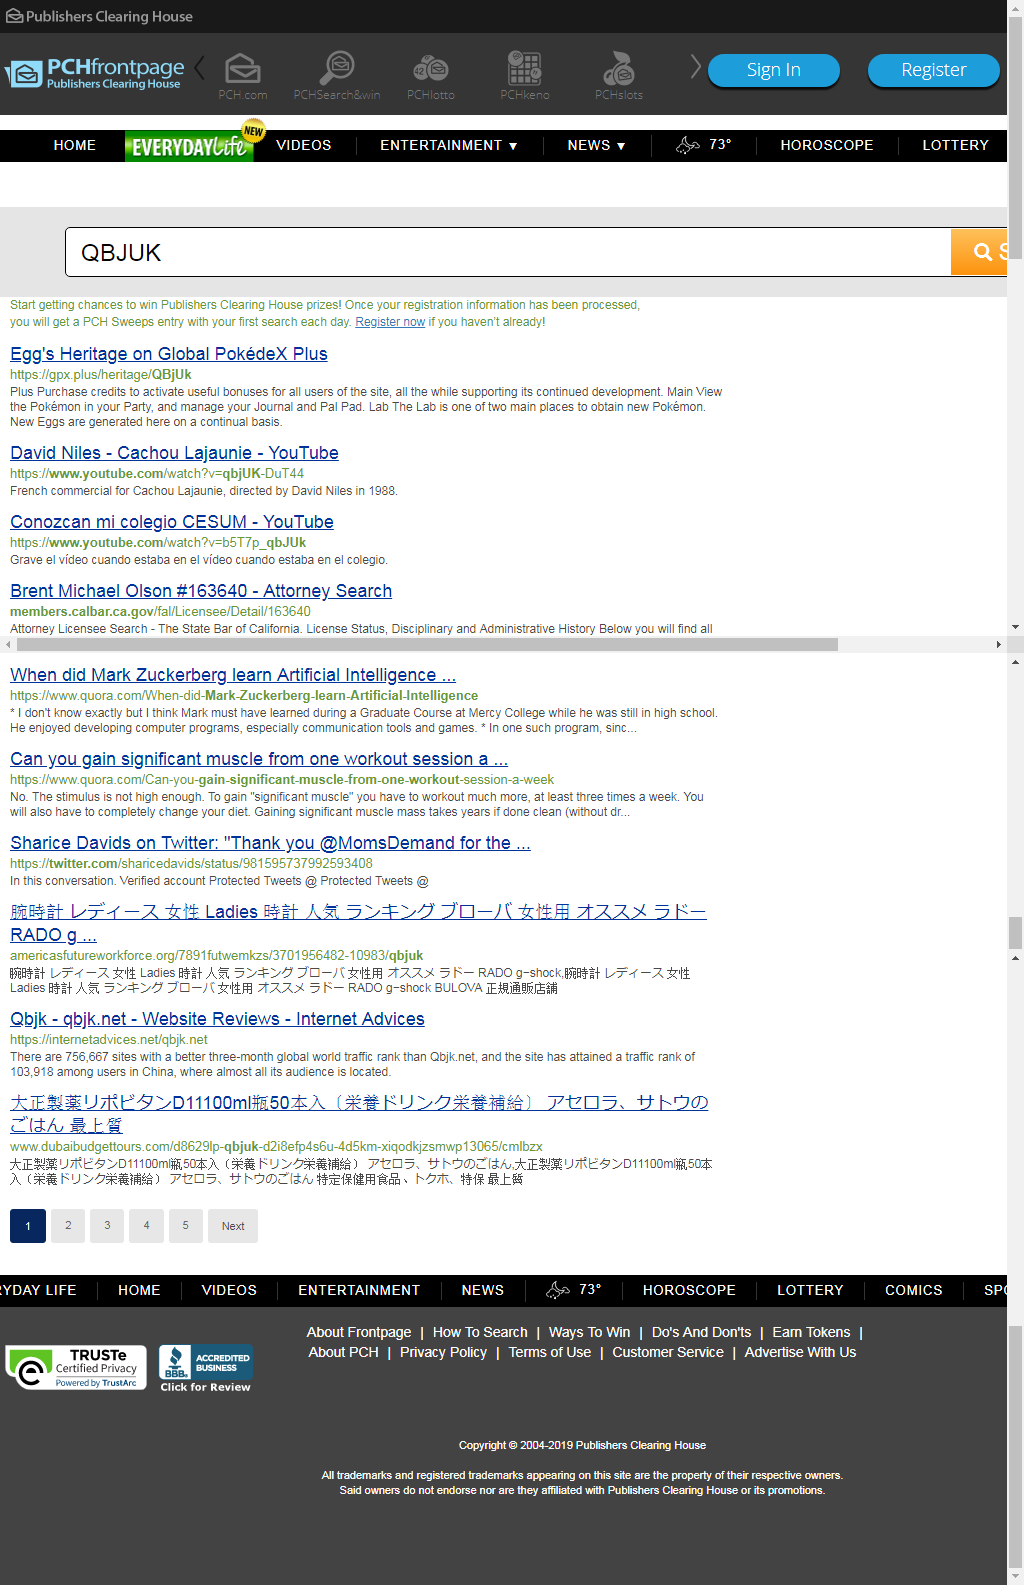 Publishers Clearing House
PCHfrontpage
Publishers Clearing House
PCH.com
PCHSearch&win
PCHlotto
PCHkeno
PCHslots
Sign In
Register
HOME
EVERYDAY Life
NEW
VIDEOS
ENTERTAINMENT ▼
NEWS ▼
73°
HOROSCOPE
LOTTERY
QBJUK
S
Start getting chances to win Publishers Clearing House prizes! Once your registration information has been processed,
you will get a PCH Sweeps entry with your first search each day. Register now if you haven't already!
Egg's Heritage on Global PokédeX Plus
https://gpx.plus/heritage/QBjUk
Plus Purchase credits to activate useful bonuses for all users of the site, all the while supporting its continued development. Main View
the Pokémon in your Party, and manage your Journal and Pal Pad. Lab The Lab is one of two main places to obtain new Pokémon.
New Eggs are generated here on a continual basis.
David Niles - Cachou Lajaunie - YouTube
https://www.youtube.com/watch?v=qbjUK-DuT44
French commercial for Cachou Lajaunie, directed by David Niles in 1988.
Conozcan mi colegio CESUM - YouTube
https://www.youtube.com/watch?v=b5T7p_qbJUk
Grave el vídeo cuando estaba en el vídeo cuando estaba en el colegio.
Brent Michael Olson #163640 - Attorney Search
members.calbar.ca.gov/fal/Licensee/Detail/163640
Attorney Licensee Search - The State Bar of California. License Status, Disciplinary and Administrative History Below you will find all
When did Mark Zuckerberg learn Artificial Intelligence ...
https://www.quora.com/When-did-Mark-Zuckerberg-learn-Artificial-Intelligence
* I don't know exactly but I think Mark must have learned during a Graduate Course at Mercy College while he was still in high school.
He enjoyed developing computer programs, especially communication tools and games. * In one such program, sinc...
Can you gain significant muscle from one workout session a ...
https://www.quora.com/Can-you-gain-significant-muscle-from-one-workout-session-a-week
No. The stimulus is not high enough. To gain "significant muscle" you have to workout much more, at least three times a week. You
will also have to completely change your diet. Gaining significant muscle mass takes years if done clean (without dr...
Sharice Davids on Twitter: "Thank you @MomsDemand for the ...
https://twitter.com/sharicedavids/status/981595737992593408
In this conversation. Verified account Protected Tweets @ Protected Tweets @
腕時計 レディース 女性 Ladies 時計 人気 ランキング ブローバ 女性用 オススメ ラドー
RADO g ...
americasfutureworkforce.org/7891futwemkzs/3701956482-10983/qbjuk
腕時計 レディース 女性 Ladies 時計 人気 ランキング ブローバ 女性用 オススメ ラドー RADO g-shock,腕時計 レディース 女性
Ladies 時計 人気 ランキング ブローバ 女性用 オススメ ラドー RADO g-shock BULOVA 正規通販店舗
Qbjk - qbjk.net - Website Reviews - Internet Advices
https://internetadvices.net/qbjk.net
There are 756,667 sites with a better three-month global world traffic rank than Qbjk.net, and the site has attained a traffic rank of
103,918 among users in China, where almost all its audience is located.
大正製薬リポビタンD11100ml瓶50本入〔栄養ドリンク栄養補給〕 アセロラ、サトウの
ごはん 最上質
www.dubaibudgettours.com/d8629lp-qbjuk-d2i8efp4s6u-4d5km-xiqodkjzsmwp13065/cmlbzx
大正製薬リポビタンD11100ml瓶50本入〔栄養ドリンク栄養補給〕 アセロラ、サトウのごはん,大正製薬リポビタンD11100ml瓶50本
入〔栄養ドリンク栄養補給〕 アセロラ、サトウのごはん 特定保健用食品、トクホ、特保 最上質
1
2
3
4
5
Next
RYDAY LIFE
HOME
VIDEOS
ENTERTAINMENT
NEWS
73°
HOROSCOPE
LOTTERY
COMICS
SPO
About Frontpage | How To Search | Ways To Win | Do's And Don'ts | Earn Tokens |
About PCH | Privacy Policy | Terms of Use | Customer Service | Advertise With Us
TRUSTe
Certified Privacy
Powered by TrustArc
BBB
ACCREDITED
BUSINESS
Click for Review
Copyright © 2004-2019 Publishers Clearing House
All trademarks and registered trademarks appearing on this site are the property of their respective owners.
Said owners do not endorse nor are they affiliated with Publishers Clearing House or its promotions.